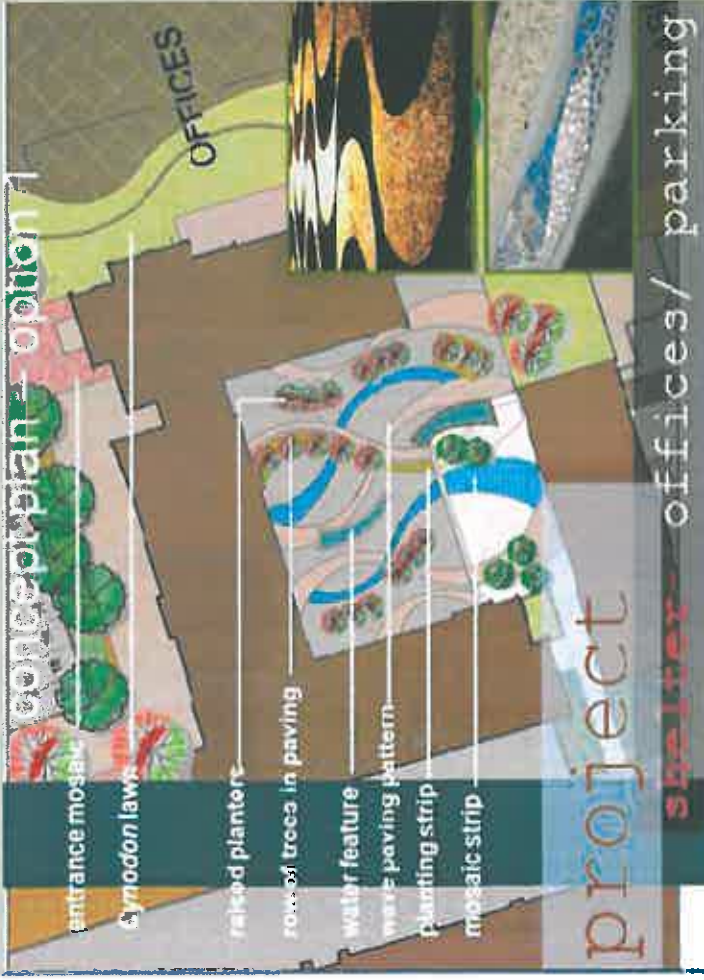 concept plan - option 1
entrance mosaic
Cynodon lawn
raised planters
trees in paving
water feature
wave paving pattern
planting strip
mosaic strip
OFFICES
project
shelter
offices/ parking